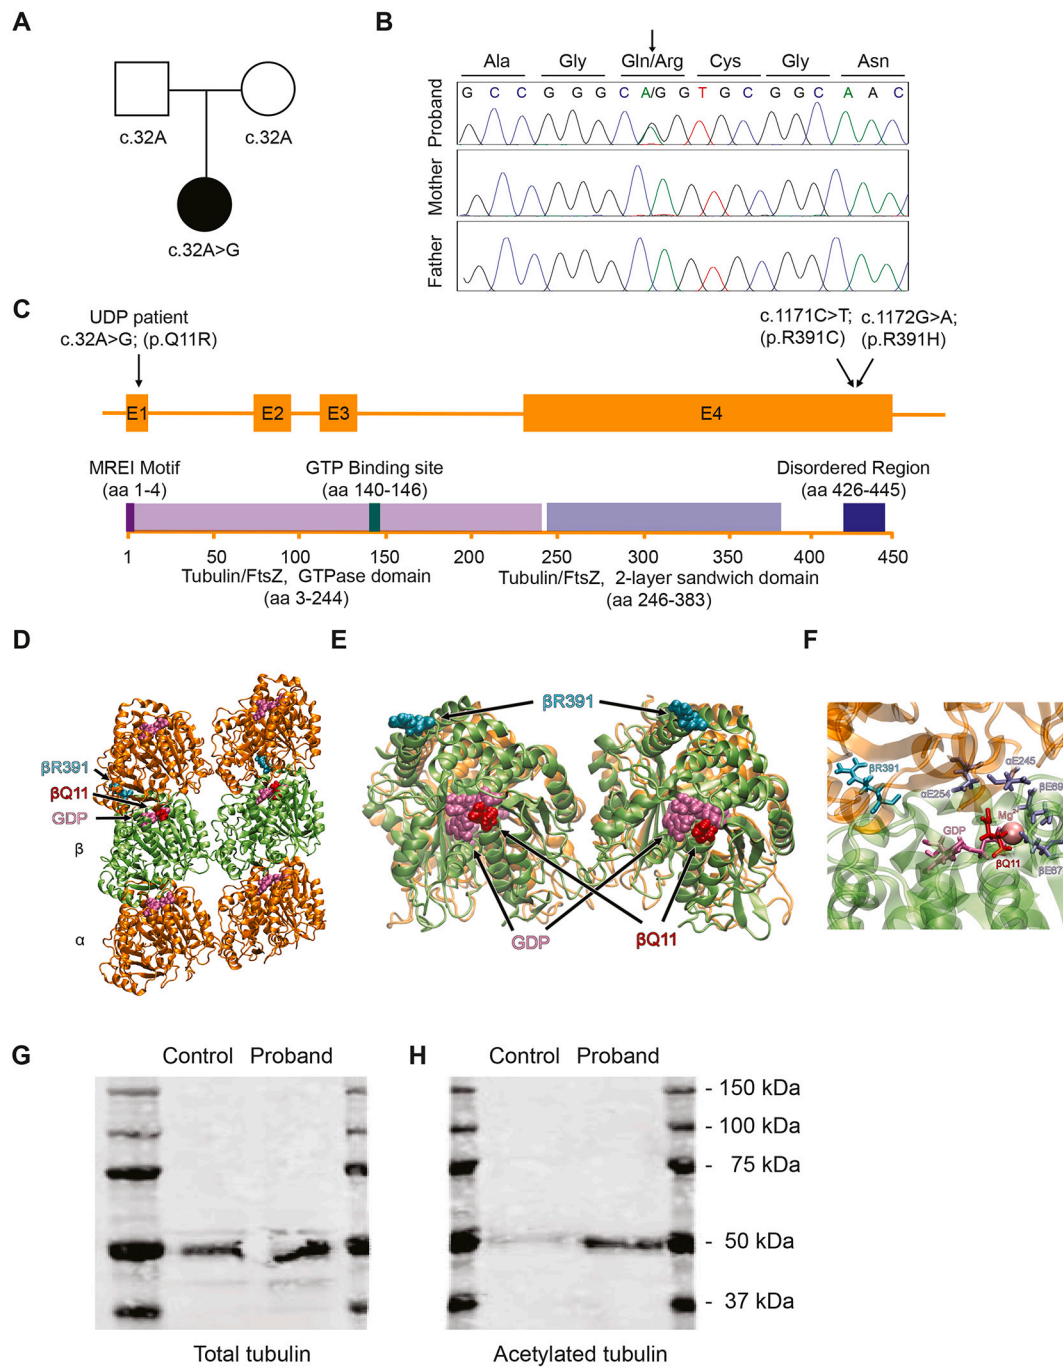 A
c.32A
c.32A
c.32A>G
B
Ala Gly Gln/Arg Cys Gly Asn
G C C G G G C A/G G T G C G G C A A C
Proband
Mother
Father
C
UDP patient
c.32A>G; (p.Q11R)
c.1171C>T;
(p.R391C)
c.1172G>A;
(p.R391H)
E1 E2 E3 E4
MREI Motif
(aa 1-4)
GTP Binding site
(aa 140-146)
Disordered Region
(aa 426-445)
1 50 100 150 200 250 300 350 400 450
Tubulin/FtsZ, GTPase domain
(aa 3-244)
Tubulin/FtsZ, 2-layer sandwich domain
(aa 246-383)
D
βR391
βQ11
GDP
β
α
E
βR391
GDP
βQ11
F
βR391
αE245
αE254
βE69
Mg
GDP
βQ11
βE67
G
Control Proband
Total tubulin
H
Control Proband
- 150 kDa
- 100 kDa
- 75 kDa
- 50 kDa
- 37 kDa
Acetylated tubulin